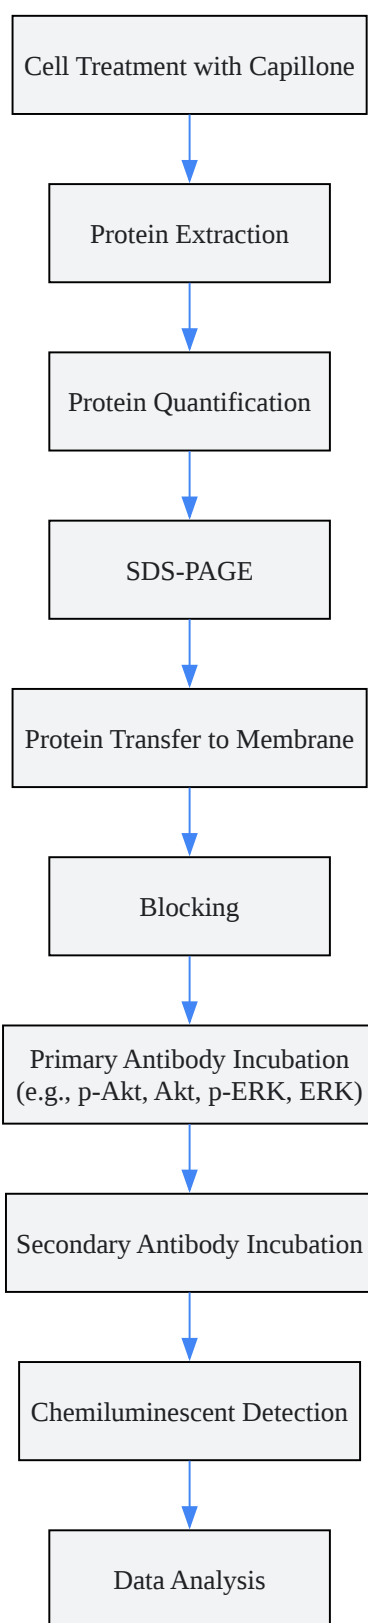 Cell Treatment with Capillone
Protein Extraction
Protein Quantification
SDS-PAGE
Protein Transfer to Membrane
Blocking
Primary Antibody Incubation
(e.g., p-Akt, Akt, p-ERK, ERK)
Secondary Antibody Incubation
Chemiluminescent Detection
Data Analysis